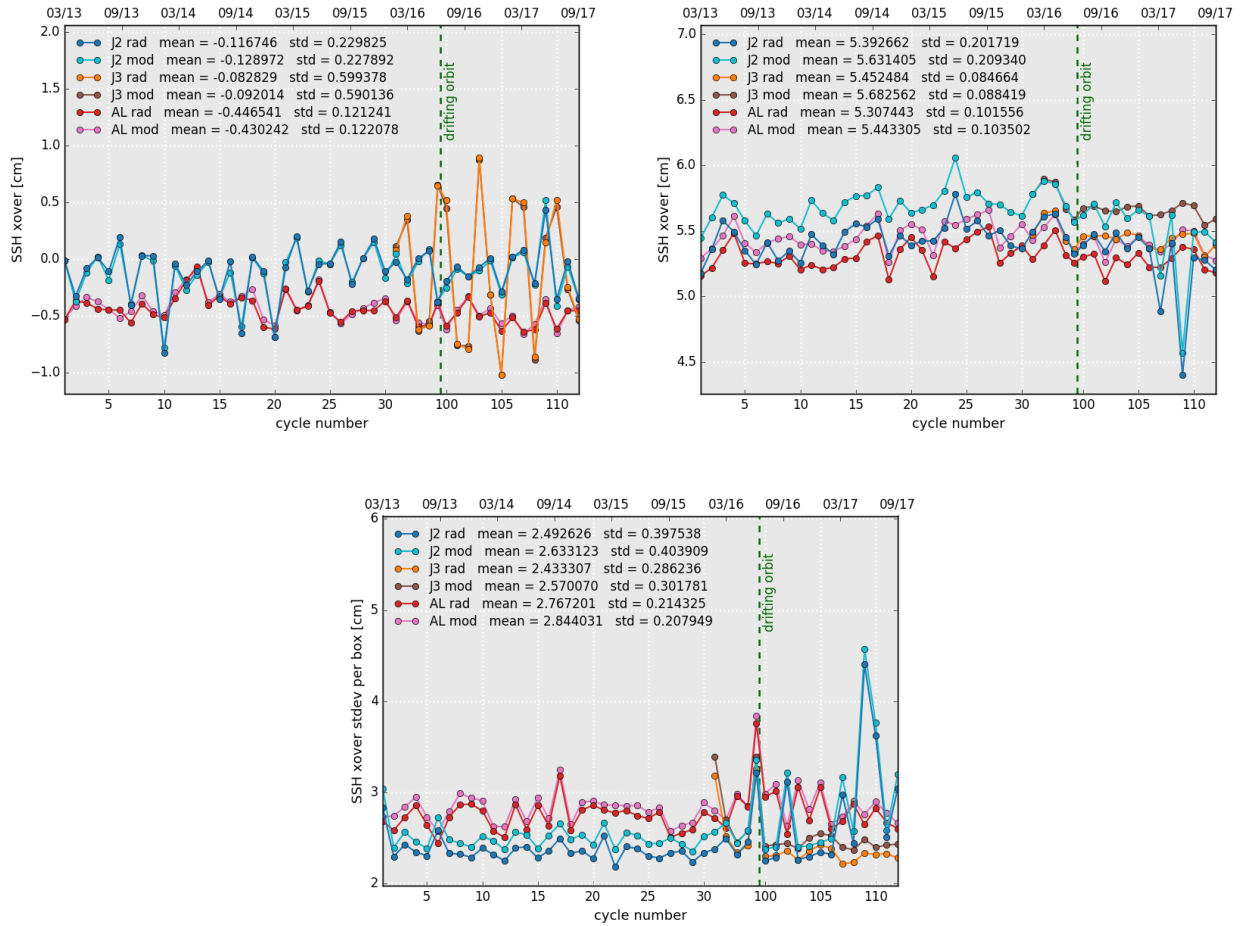 03/13 09/13 03/14 09/14 03/15 09/15 03/16 09/16 03/17 09/17
2.0
1.5
1.0
0.5
0.0
−0.5
−1.0
SSH xover [cm]
J2 rad mean = -0.116746 std = 0.229825
J2 mod mean = -0.128972 std = 0.227892
J3 rad mean = -0.082829 std = 0.599378
J3 mod mean = -0.092014 std = 0.590136
AL rad mean = -0.446541 std = 0.121241
AL mod mean = -0.430242 std = 0.122078
drifting orbit
5 10 15 20 25 30 100 105 110
cycle number
03/13 09/13 03/14 09/14 03/15 09/15 03/16 09/16 03/17 09/17
7.0
6.5
6.0
5.5
5.0
4.5
SSH xover [cm]
J2 rad mean = 5.392662 std = 0.201719
J2 mod mean = 5.631405 std = 0.209340
J3 rad mean = 5.452484 std = 0.084664
J3 mod mean = 5.682562 std = 0.088419
AL rad mean = 5.307443 std = 0.101556
AL mod mean = 5.443305 std = 0.103502
drifting orbit
5 10 15 20 25 30 100 105 110
cycle number
03/13 09/13 03/14 09/14 03/15 09/15 03/16 09/16 03/17 09/17
6
5
4
3
2
SSH xover stdev per box [cm]
J2 rad mean = 2.492626 std = 0.397538
J2 mod mean = 2.633123 std = 0.403909
J3 rad mean = 2.433307 std = 0.286236
J3 mod mean = 2.570070 std = 0.301781
AL rad mean = 2.767201 std = 0.214325
AL mod mean = 2.844031 std = 0.207949
drifting orbit
5 10 15 20 25 30 100 105 110
cycle number